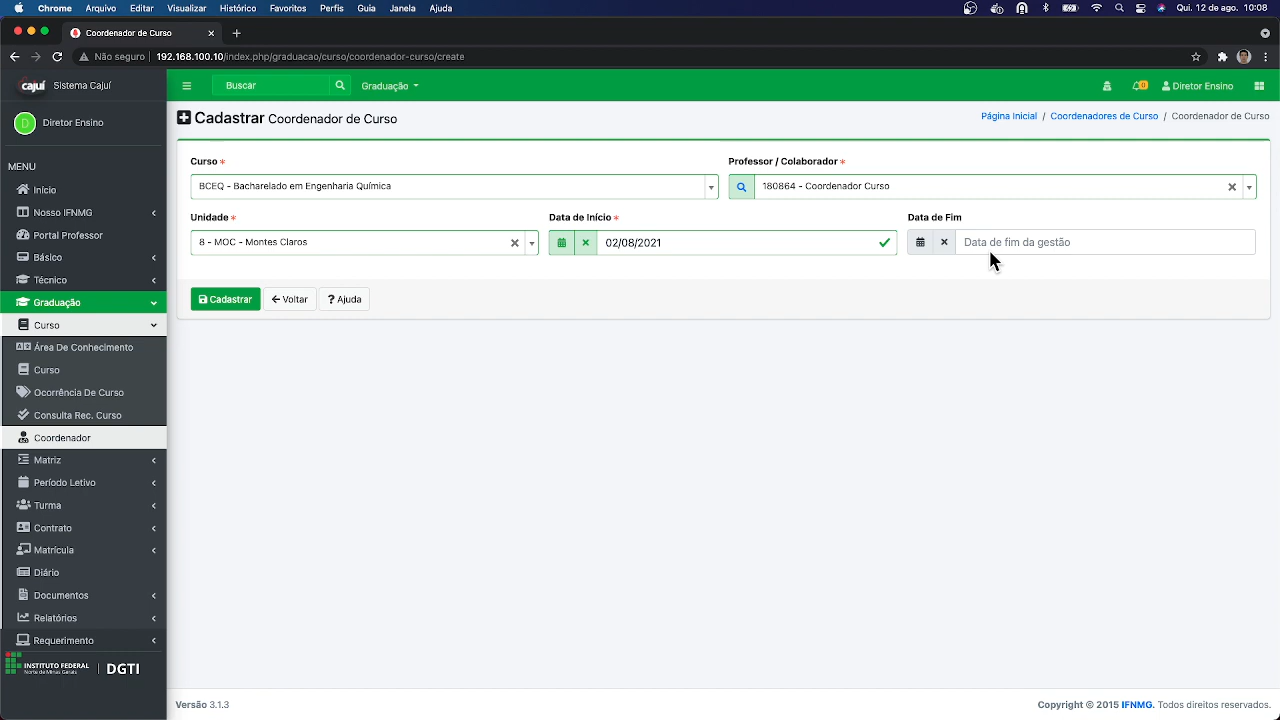 Chrome Arquivo Editar Visualizar Histórico Favoritos Perfis Guia Janela Ajuda Qui. 12 de ago. 10:08
Coordenador de Curso
Não seguro 192.168.100.10/index.php/graduacao/curso/coordenador-curso/create
cajuí Sistema Cajuí
Buscar Graduação 0 Diretor Ensino
D Diretor Ensino
Cadastrar Coordenador de Curso
Página Inicial / Coordenadores de Curso / Coordenador de Curso
MENU
Início
Nosso IFNMG
Portal Professor
Básico
Técnico
Graduação
Curso
Área De Conhecimento
Curso
Ocorrência De Curso
Consulta Rec. Curso
Coordenador
Matriz
Período Letivo
Turma
Contrato
Matrícula
Diário
Documentos
Relatórios
Requerimento
INSTITUTO FEDERAL
Norte de Minas Gerais
DGTI
Curso * Professor / Colaborador *
BCEQ - Bacharelado em Engenharia Química 180864 - Coordenador Curso
Unidade * Data de Início * Data de Fim
8 - MOC - Montes Claros 02/08/2021 Data de fim da gestão
Cadastrar Voltar ? Ajuda
Versão 3.1.3
Copyright © 2015 IFNMG. Todos direitos reservados.